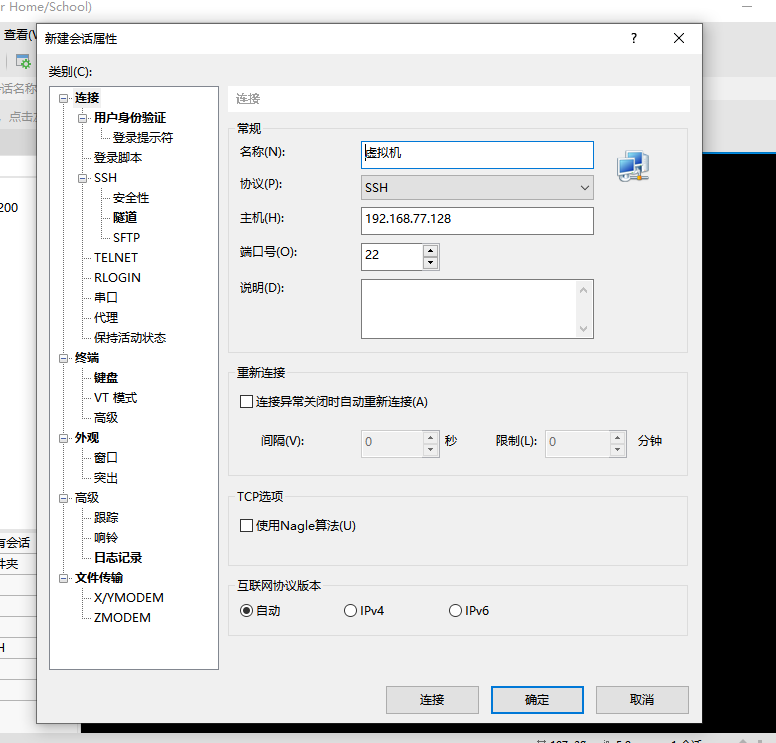 r Home/School)
查看(V
新建会话属性
?
类别(C):
话名称
, 点击
200
有会话
件夹
H
连接
用户身份验证
登录提示符
登录脚本
SSH
安全性
隧道
SFTP
TELNET
RLOGIN
串口
代理
保持活动状态
终端
键盘
VT 模式
高级
外观
窗口
突出
高级
跟踪
响铃
日志记录
文件传输
X/YMODEM
ZMODEM
连接
常规
名称(N):
虚拟机
协议(P):
SSH
主机(H):
192.168.77.128
端口号(O):
22
说明(D):
重新连接
连接异常关闭时自动重新连接(A)
间隔(V):
0
秒
限制(L):
0
分钟
TCP选项
使用Nagle算法(U)
互联网协议版本
自动
IPv4
IPv6
连接
确定
取消